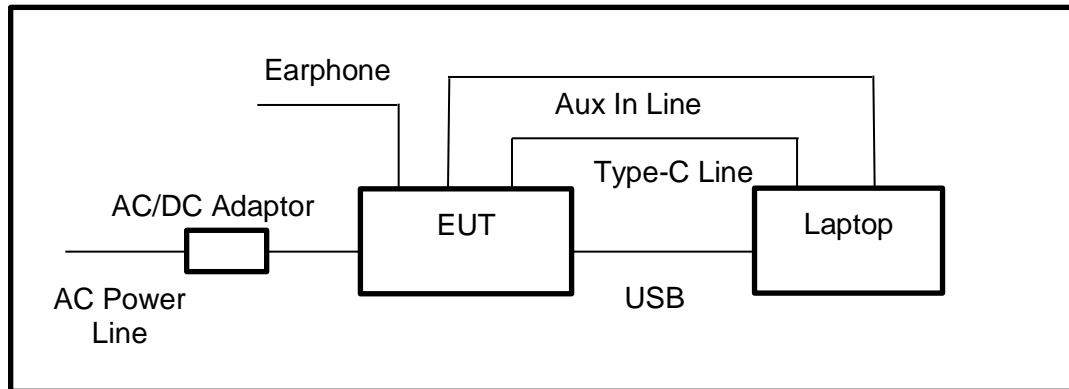 Earphone
Aux In Line
Type-C Line
AC/DC Adaptor
EUT
Laptop
AC Power
Line
USB